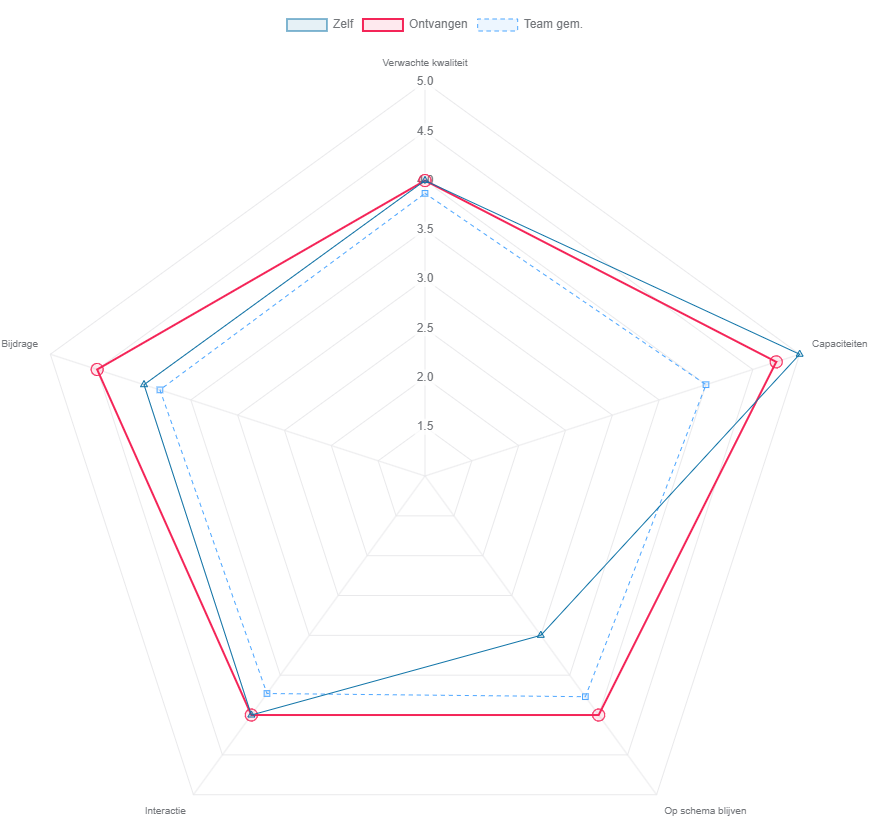 Zelf Ontvangen Team gem.
Verwachte kwaliteit
5.0
4.5
3.5
3.0
2.5
2.0
1.5
Bijdrage
Capaciteiten
Interactie
Op schema blijven